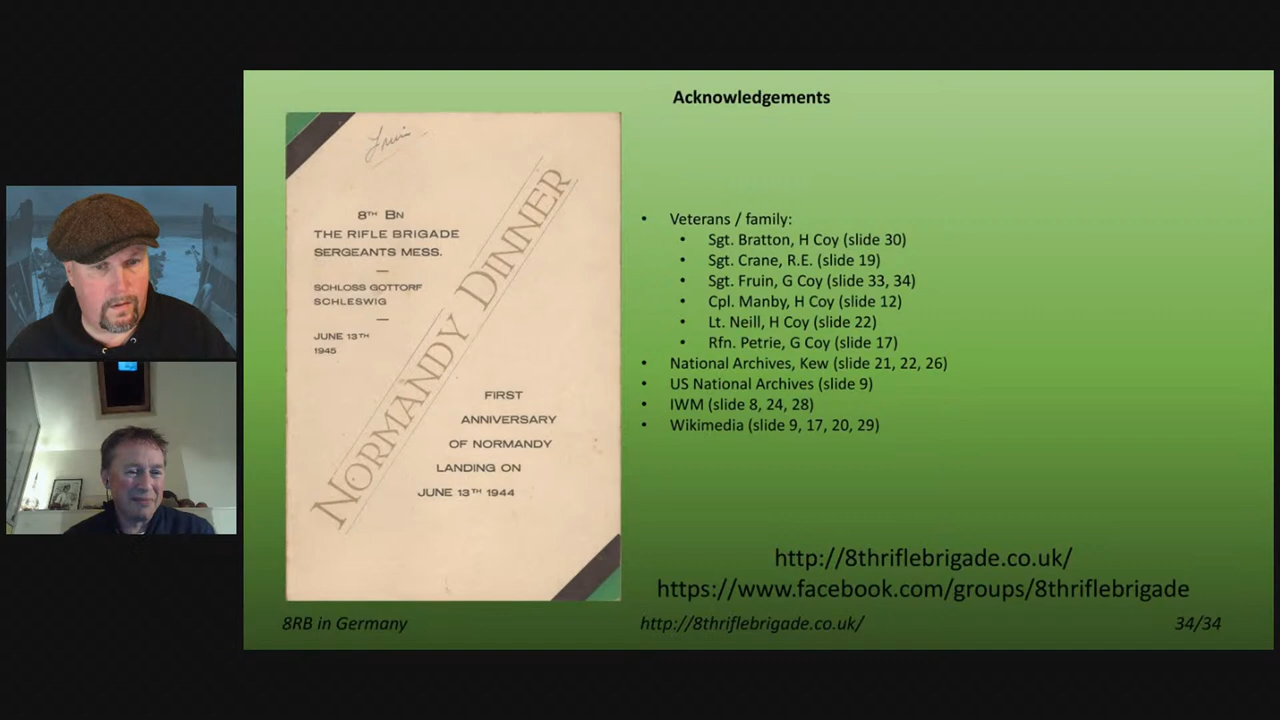 Acknowledgements
Fruin
8TH BN
THE RIFLE BRIGADE
SERGEANTS MESS.
SCHLOSS GOTTORF
SCHLESWIG
JUNE 13TH
1945
NORMANDY DINNER
FIRST
ANNIVERSARY
OF NORMANDY
LANDING ON
JUNE 13TH 1944
• Veterans / family:
• Sgt. Bratton, H Coy (slide 30)
• Sgt. Crane, R.E. (slide 19)
• Sgt. Fruin, G Coy (slide 33, 34)
• Cpl. Manby, H Coy (slide 12)
• Lt. Neill, H Coy (slide 22)
• Rfn. Petrie, G Coy (slide 17)
• National Archives, Kew (slide 21, 22, 26)
• US National Archives (slide 9)
• IWM (slide 8, 24, 28)
• Wikimedia (slide 9, 17, 20, 29)
http://8thriflebrigade.co.uk/
https://www.facebook.com/groups/8thriflebrigade
8RB in Germany
http://8thriflebrigade.co.uk/
34/34